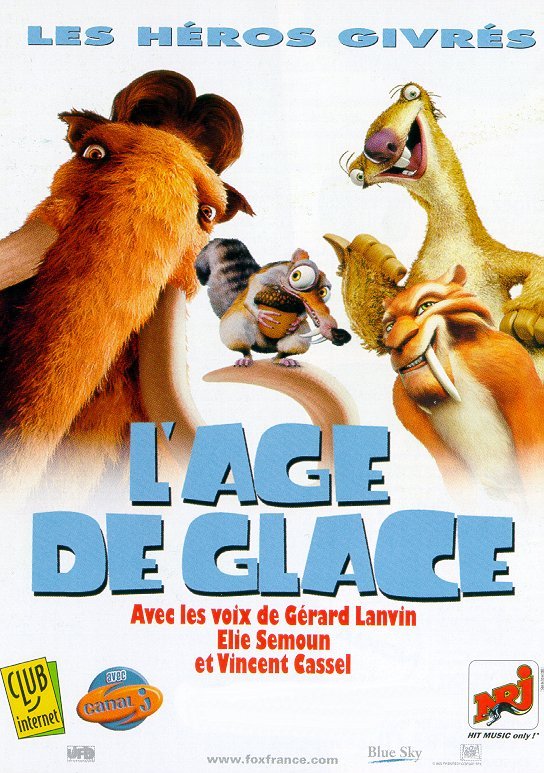 LES HÉROS GIVRÉS
L'AGE
DE GLACE
Avec les voix de Gérard Lanvin
Elie Semoun
et Vincent Cassel
CLUB
internet
avec
CANAL J
NRJ
HIT MUSIC only !
UFD
www.foxfrance.com
Blue Sky